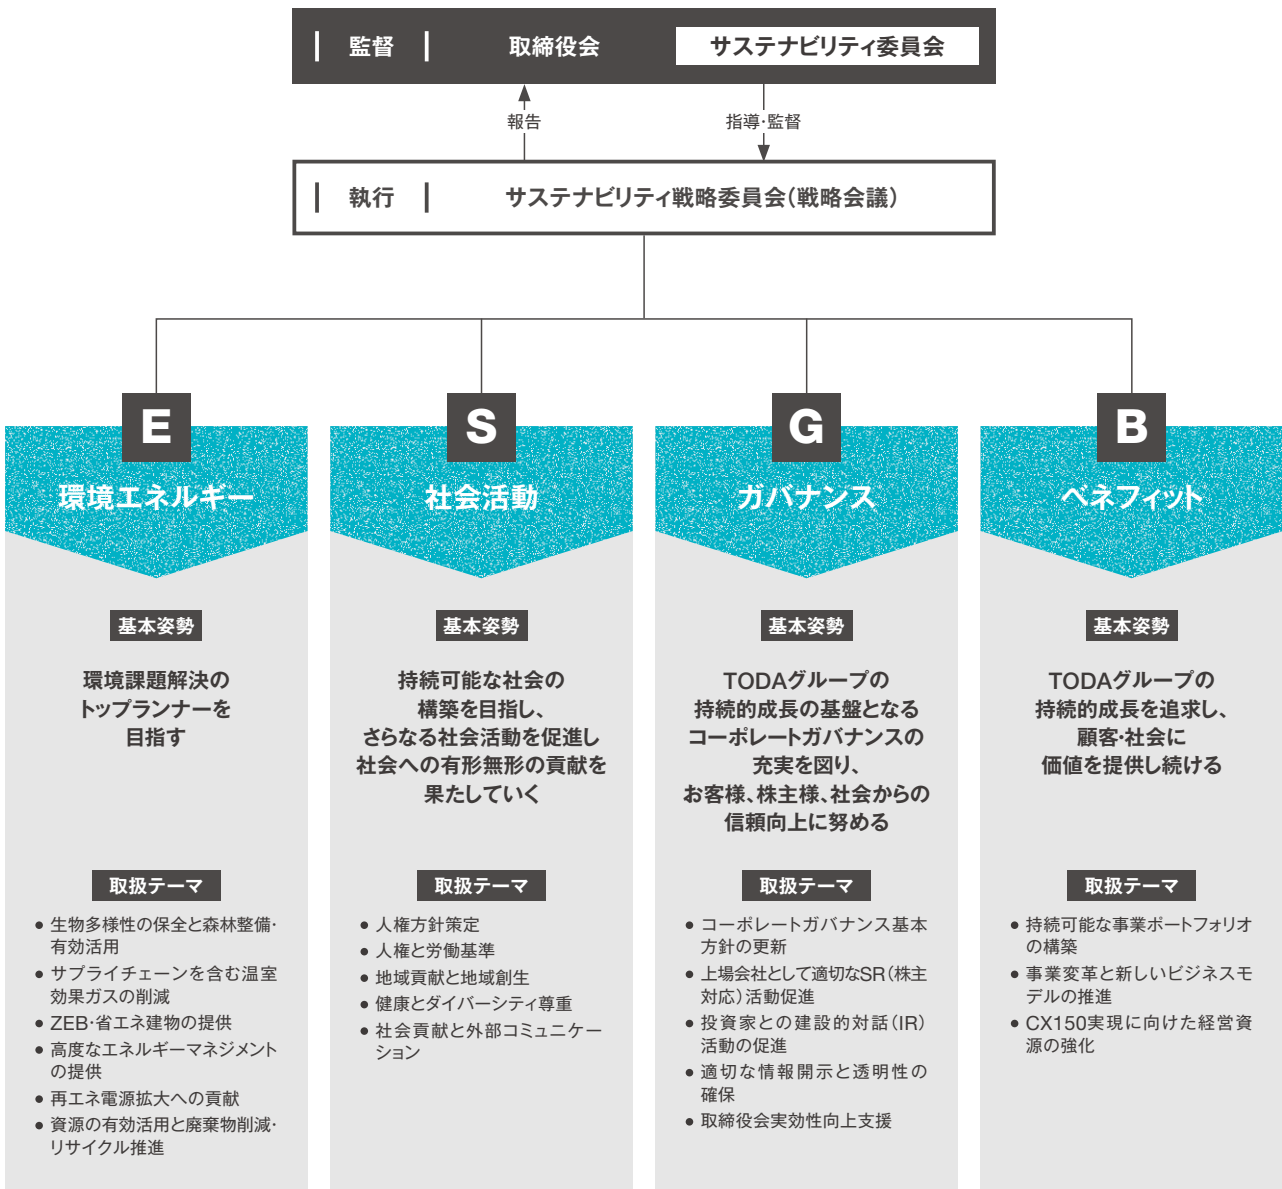 監督 取締役会 サステナビリティ委員会
報告 指導·監督
執行 サステナビリティ戦略委員会(戦略会議)
E
環境エネルギー
基本姿勢
環境課題解決の
トップランナーを
目指す
取扱テーマ
● 生物多様性の保全と森林整備·
有効活用
● サプライチェーンを含む温室
効果ガスの削減
● ZEB·省エネ建物の提供
● 高度なエネルギーマネジメント
の提供
● 再エネ電源拡大への貢献
● 資源の有効活用と廃棄物削減·
リサイクル推進
S
社会活動
基本姿勢
持続可能な社会の
構築を目指し、
さらなる社会活動を促進し
社会への有形無形の貢献を
果たしていく
取扱テーマ
● 人権方針策定
● 人権と労働基準
● 地域貢献と地域創生
● 健康とダイバーシティ尊重
● 社会貢献と外部コミュニケー
ション
G
ガバナンス
基本姿勢
TODAグループの
持続的成長の基盤となる
コーポレートガバナンスの
充実を図り、
お客様、株主様、社会からの
信頼向上に努める
取扱テーマ
● コーポレートガバナンス基本
方針の更新
● 上場会社として適切なSR(株主
対応)活動促進
● 投資家との建設的対話(IR)
活動の促進
● 適切な情報開示と透明性の
確保
● 取締役会実効性向上支援
B
ベネフィット
基本姿勢
TODAグループの
持続的成長を追求し、
顧客·社会に
価値を提供し続ける
取扱テーマ
● 持続可能な事業ポートフォリオ
の構築
● 事業変革と新しいビジネスモ
デルの推進
● CX150実現に向けた経営資
源の強化